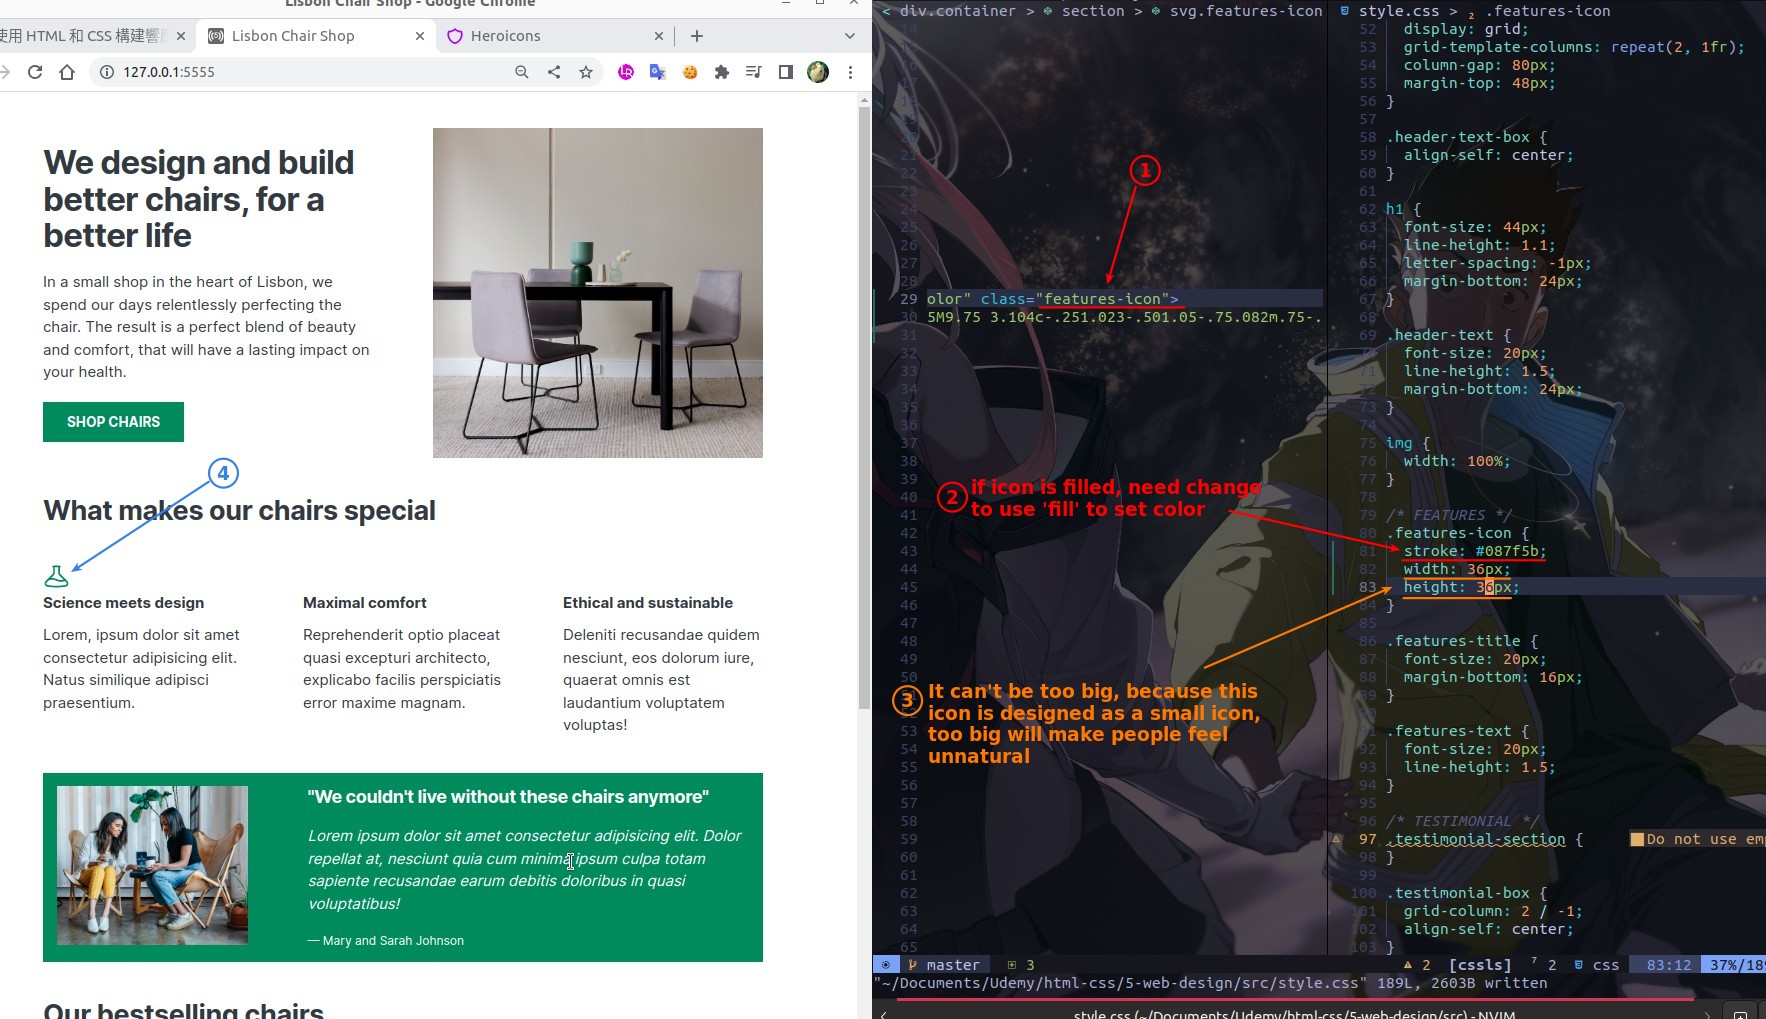 Lisbon Chair Shop - Google Chrome
使用 HTML 和 CSS 構建響
Lisbon Chair Shop
Heroicons
127.0.0.1:5555
We design and build
better chairs, for a
better life
In a small shop in the heart of Lisbon, we
spend our days relentlessly perfecting the
chair. The result is a perfect blend of beauty
and comfort, that will have a lasting impact on
your health.
SHOP CHAIRS
4
What makes our chairs special
Science meets design
Lorem, ipsum dolor sit amet
consectetur adipisicing elit.
Natus similique adipisci
praesentium.
Maximal comfort
Reprehenderit optio placeat
quasi excepturi architecto,
explicabo facilis perspiciatis
error maxime magnam.
Ethical and sustainable
Deleniti recusandae quidem
nesciunt, eos dolorum iure,
quaerat omnis est
laudantium voluptatem
voluptas!
"We couldn't live without these chairs anymore"
Lorem ipsum dolor sit amet consectetur adipisicing elit. Dolor
repellat at, nesciunt quia cum minima ipsum culpa totam
sapiente recusandae earum debitis doloribus in quasi
voluptatibus!
— Mary and Sarah Johnson
Our bestselling chairs
< div.container > section > svg.features-icon
1
29 olor" class="features-icon">
30 5M9.75 3.104c-.251.023-.501.05-.75.082m.75-.
2 if icon is filled, need change
to use 'fill' to set color
3 It can't be too big, because this
icon is designed as a small icon,
too big will make people feel
unnatural
style.css > .features-icon
52 display: grid;
53 grid-template-columns: repeat(2, 1fr);
54 column-gap: 80px;
55 margin-top: 48px;
56 }
57
58 .header-text-box {
59 align-self: center;
60 }
61
62 h1 {
63 font-size: 44px;
64 line-height: 1.1;
65 letter-spacing: -1px;
66 margin-bottom: 24px;
67 }
68
69 .header-text {
70 font-size: 20px;
71 line-height: 1.5;
72 margin-bottom: 24px;
73 }
74
75 img {
76 width: 100%;
77 }
78
79 /* FEATURES */
80 .features-icon {
81 stroke: #087f5b;
82 width: 36px;
83 height: 36px;
84 }
85
86 .features-title {
87 font-size: 20px;
88 margin-bottom: 16px;
89 }
90
91 .features-text {
92 font-size: 20px;
93 line-height: 1.5;
94 }
95
96 /* TESTIMONIAL */
97 .testimonial-section { Do not use emp
98 }
99
100 .testimonial-box {
101 grid-column: 2 / -1;
102 align-self: center;
103 }
master 3 2 [cssls] 2 css 83:12 37%/189
"~/Documents/Udemy/html-css/5-web-design/src/style.css" 189L, 2603B written
style.css (~/Documents/Udemy/html-css/5-web-design/src) - NVIM